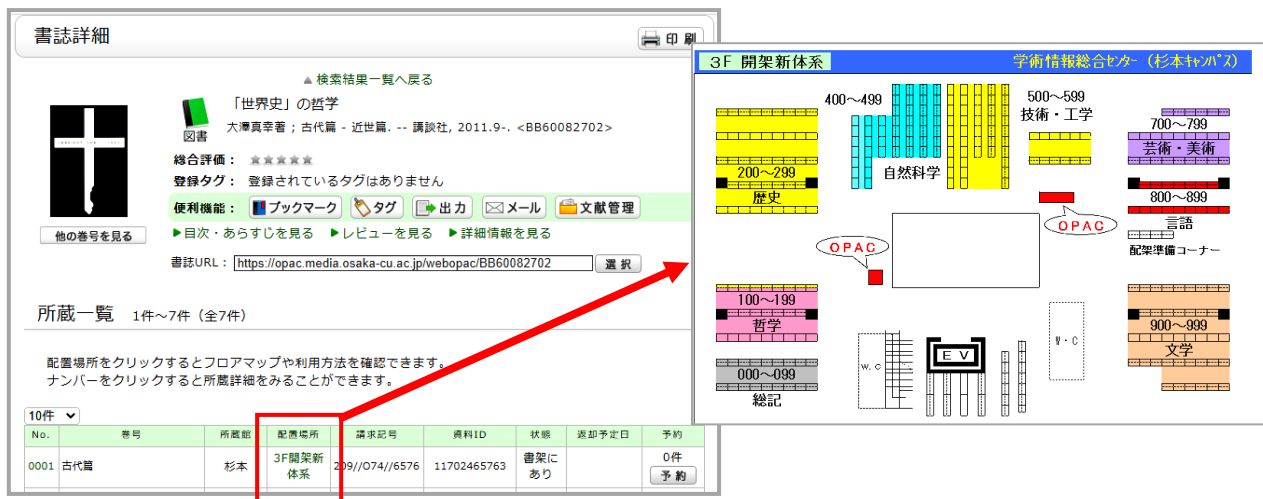 書誌詳細
印刷
▲検索結果一覧へ戻る
「世界史」の哲学
大澤真幸著 ; 古代篇 - 近世篇. -- 講談社, 2011.9-. <BB60082702>
図書
総合評価： ★★★★★
登録タグ： 登録されているタグはありません
便利機能： ブックマーク タグ 出力 メール 文献管理
他の巻号を見る
▶目次・あらすじを見る ▶レビューを見る ▶詳細情報を見る
書誌URL： https://opac.media.osaka-cu.ac.jp/webopac/BB60082702 選択
所蔵一覧 1件～7件（全7件）
配置場所をクリックするとフロアマップや利用方法を確認できます。
ナンバーをクリックすると所蔵詳細をみることができます。
10件
No. 巻号 所蔵館 配置場所 請求記号 資料ID 状態 返却予定日 予約
0001 古代篇 杉本 3F開架新体系 209//O74//6576 11702465763 書架にあり 0件
予約
3F 開架新体系
学術情報総合センター（杉本キャンパス）
400～499
自然科学
500～599
技術・工学
700～799
芸術・美術
200～299
歴史
800～899
言語
配架準備コーナー
OPAC
OPAC
100～199
哲学
900～999
文学
000～099
総記
W.C
EV
W・C